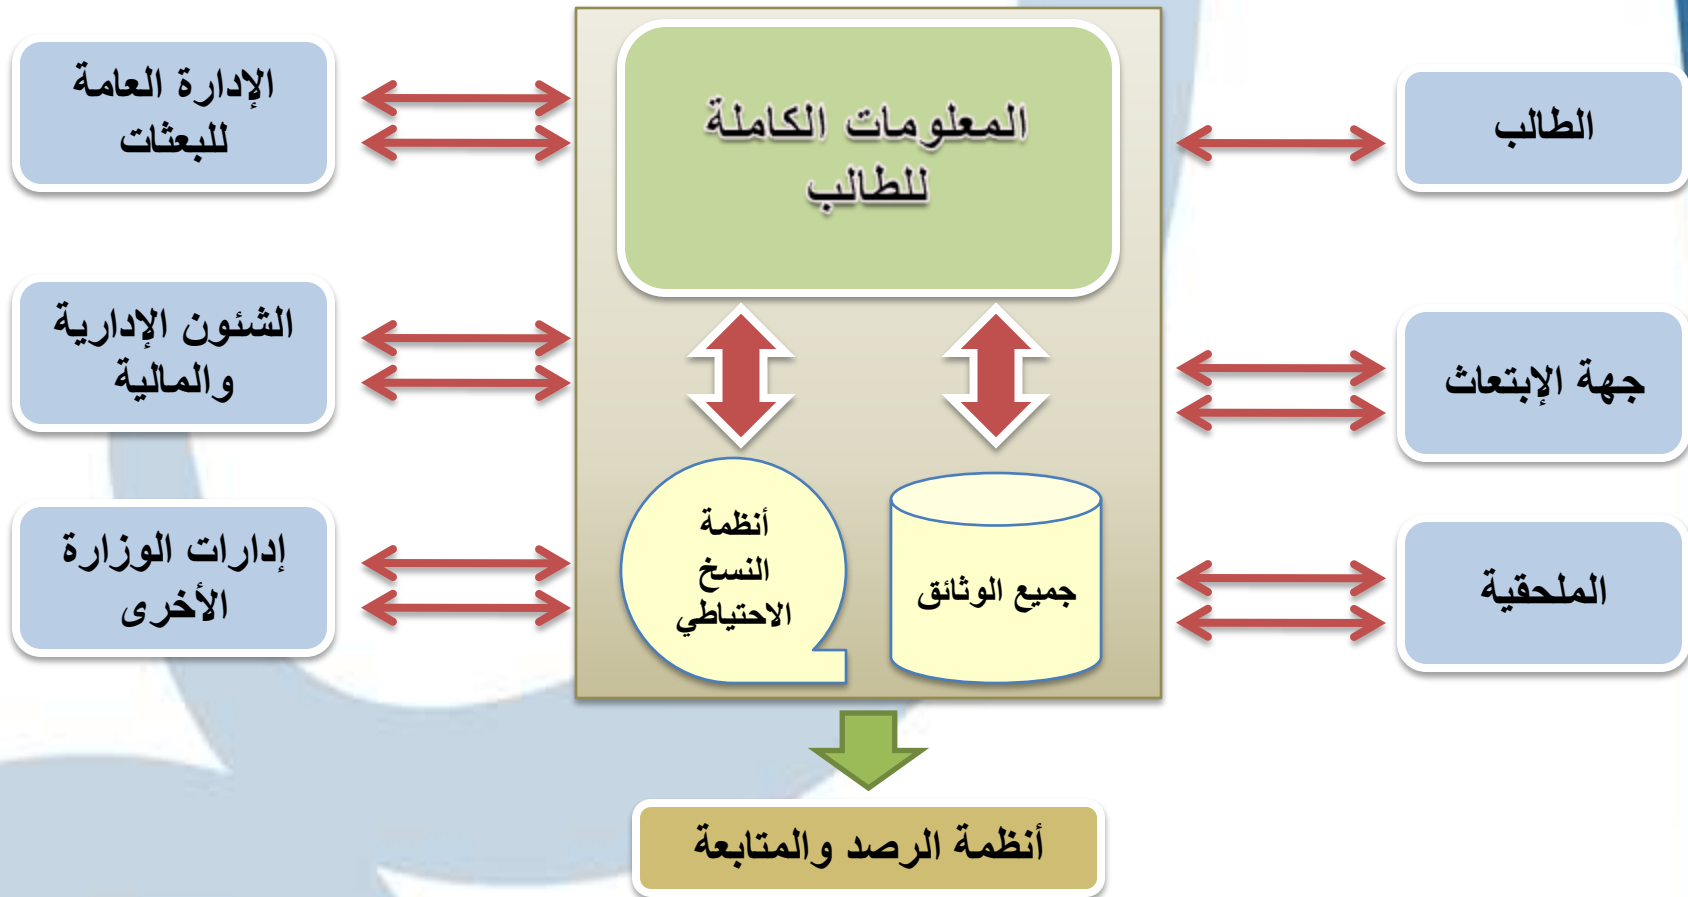 المعلومات الكاملة
للطالب
الطالب
جهة الإبتعاث
الملحقية
الإدارة العامة
للبعثات
الشئون الإدارية
والمالية
إدارات الوزارة
الأخرى
جميع الوثائق
أنظمة
النسخ
الاحتياطي
أنظمة الرصد والمتابعة